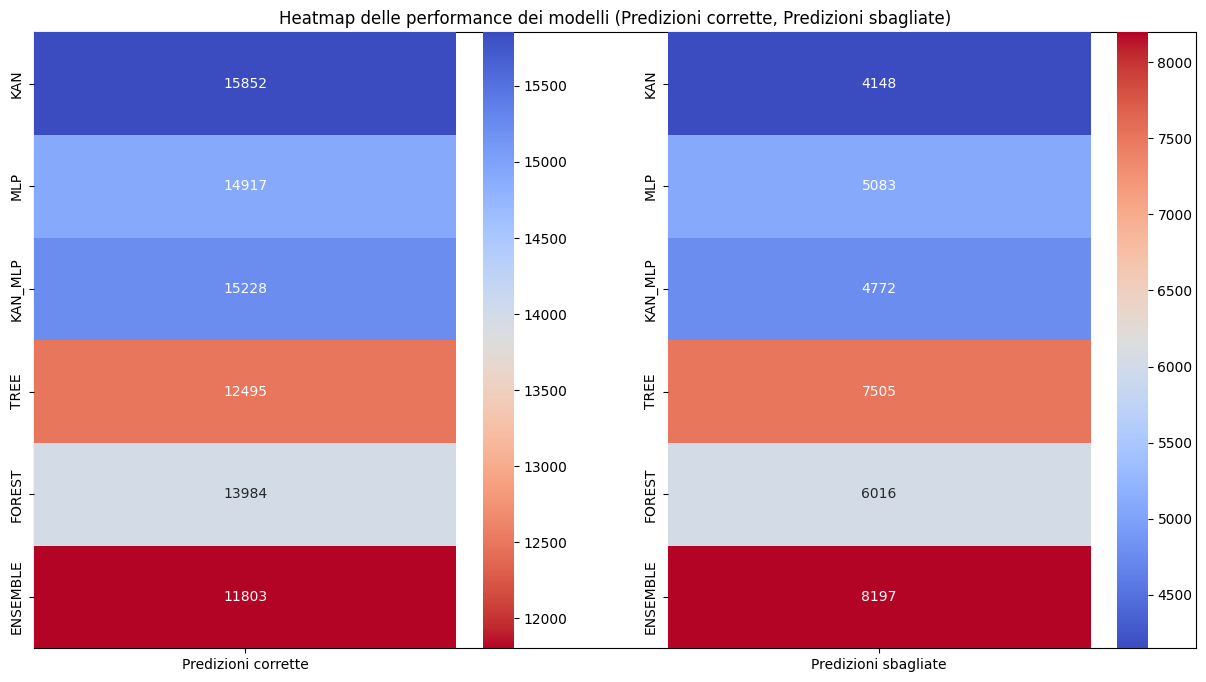 Heatmap delle performance dei modelli (Predizioni corrette, Predizioni sbagliate)
KAN
15852
MLP
14917
KAN_MLP
15228
TREE
12495
FOREST
13984
ENSEMBLE
11803
Predizioni corrette
15500
15000
14500
14000
13500
13000
12500
12000
KAN
4148
MLP
5083
KAN_MLP
4772
TREE
7505
FOREST
6016
ENSEMBLE
8197
Predizioni sbagliate
8000
7500
7000
6500
6000
5500
5000
4500